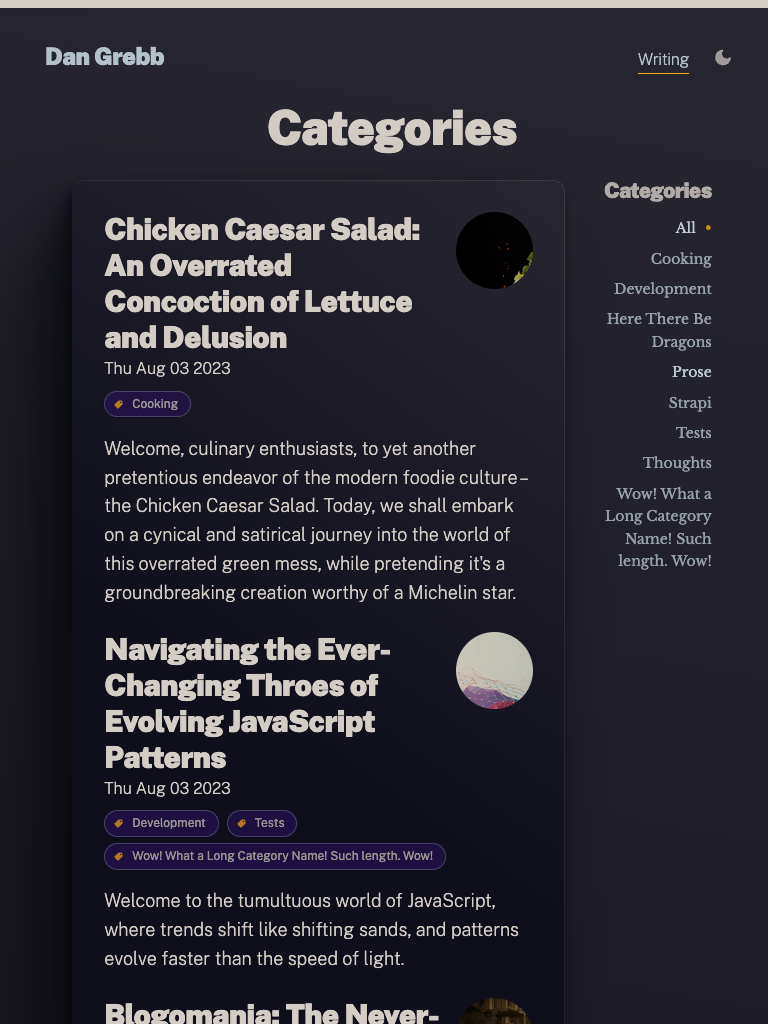 Dan Grebb
Writing
Categories
Chicken Caesar Salad:
An Overrated
Concoction of Lettuce
and Delusion
Thu Aug 03 2023
Cooking
Welcome, culinary enthusiasts, to yet another
pretentious endeavor of the modern foodie culture–
the Chicken Caesar Salad. Today, we shall embark
on a cynical and satirical journey into the world of
this overrated green mess, while pretending it's a
groundbreaking creation worthy of a Michelin star.
Navigating the Ever-
Changing Throes of
Evolving JavaScript
Patterns
Thu Aug 03 2023
Development
Tests
Wow! What a Long Category Name! Such length. Wow!
Welcome to the tumultuous world of JavaScript,
where trends shift like shifting sands, and patterns
evolve faster than the speed of light.
Blogomania: The Never-
Categories
All
Cooking
Development
Here There Be
Dragons
Prose
Strapi
Tests
Thoughts
Wow! What a
Long Category
Name! Such
length. Wow!